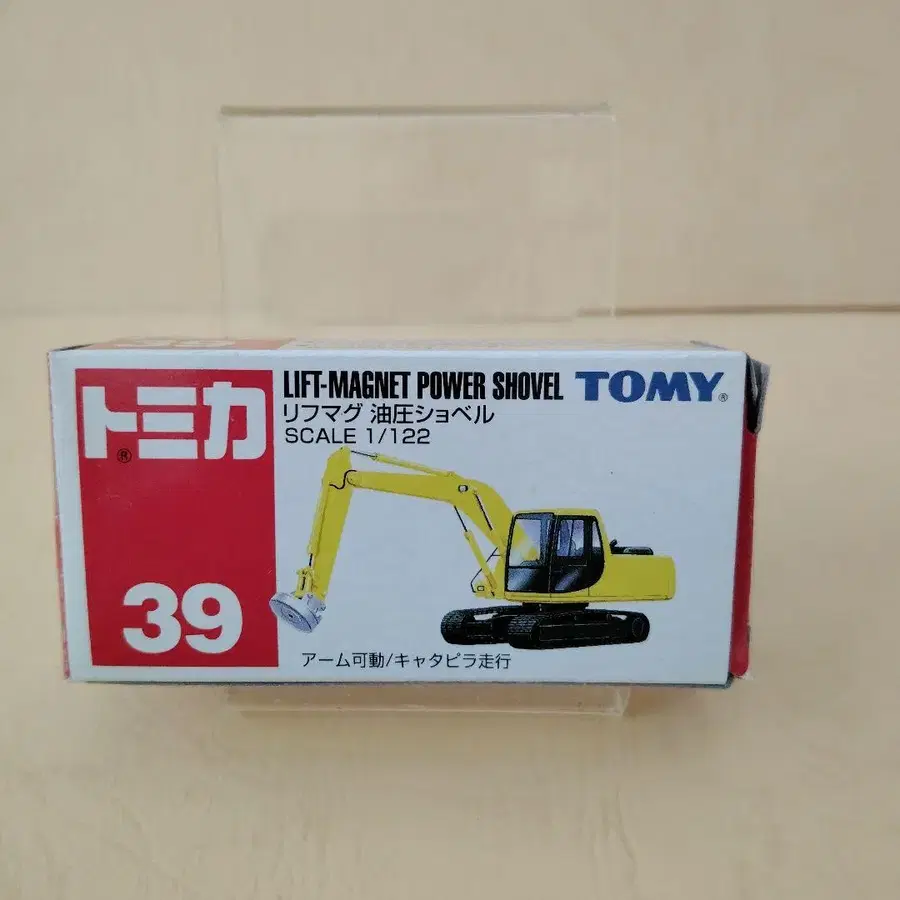 39
トミカ®
LIFT-MAGNET POWER SHOVEL
TOMY®
リフマグ 油圧ショベル
SCALE 1/122
39
アーム可動/キャタピラ走行